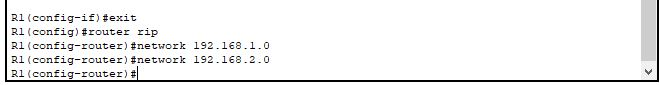 R1(config-if)#exit
R1(config)#router rip
R1(config-router)#network 192.168.1.0
R1(config-router)#network 192.168.2.0
R1(config-router)#